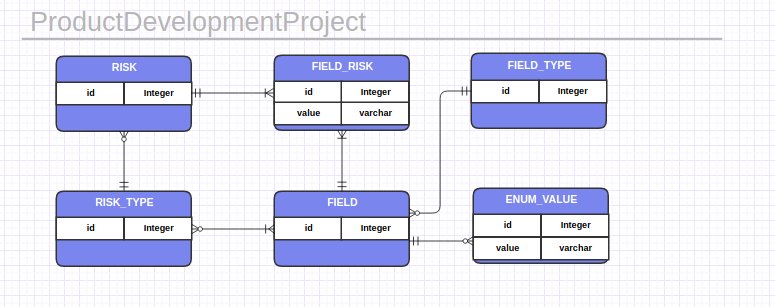 ProductDevelopmentProject
RISK
id Integer
FIELD_RISK
id Integer
value varchar
FIELD_TYPE
id Integer
RISK_TYPE
id Integer
FIELD
id Integer
ENUM_VALUE
id Integer
value varchar